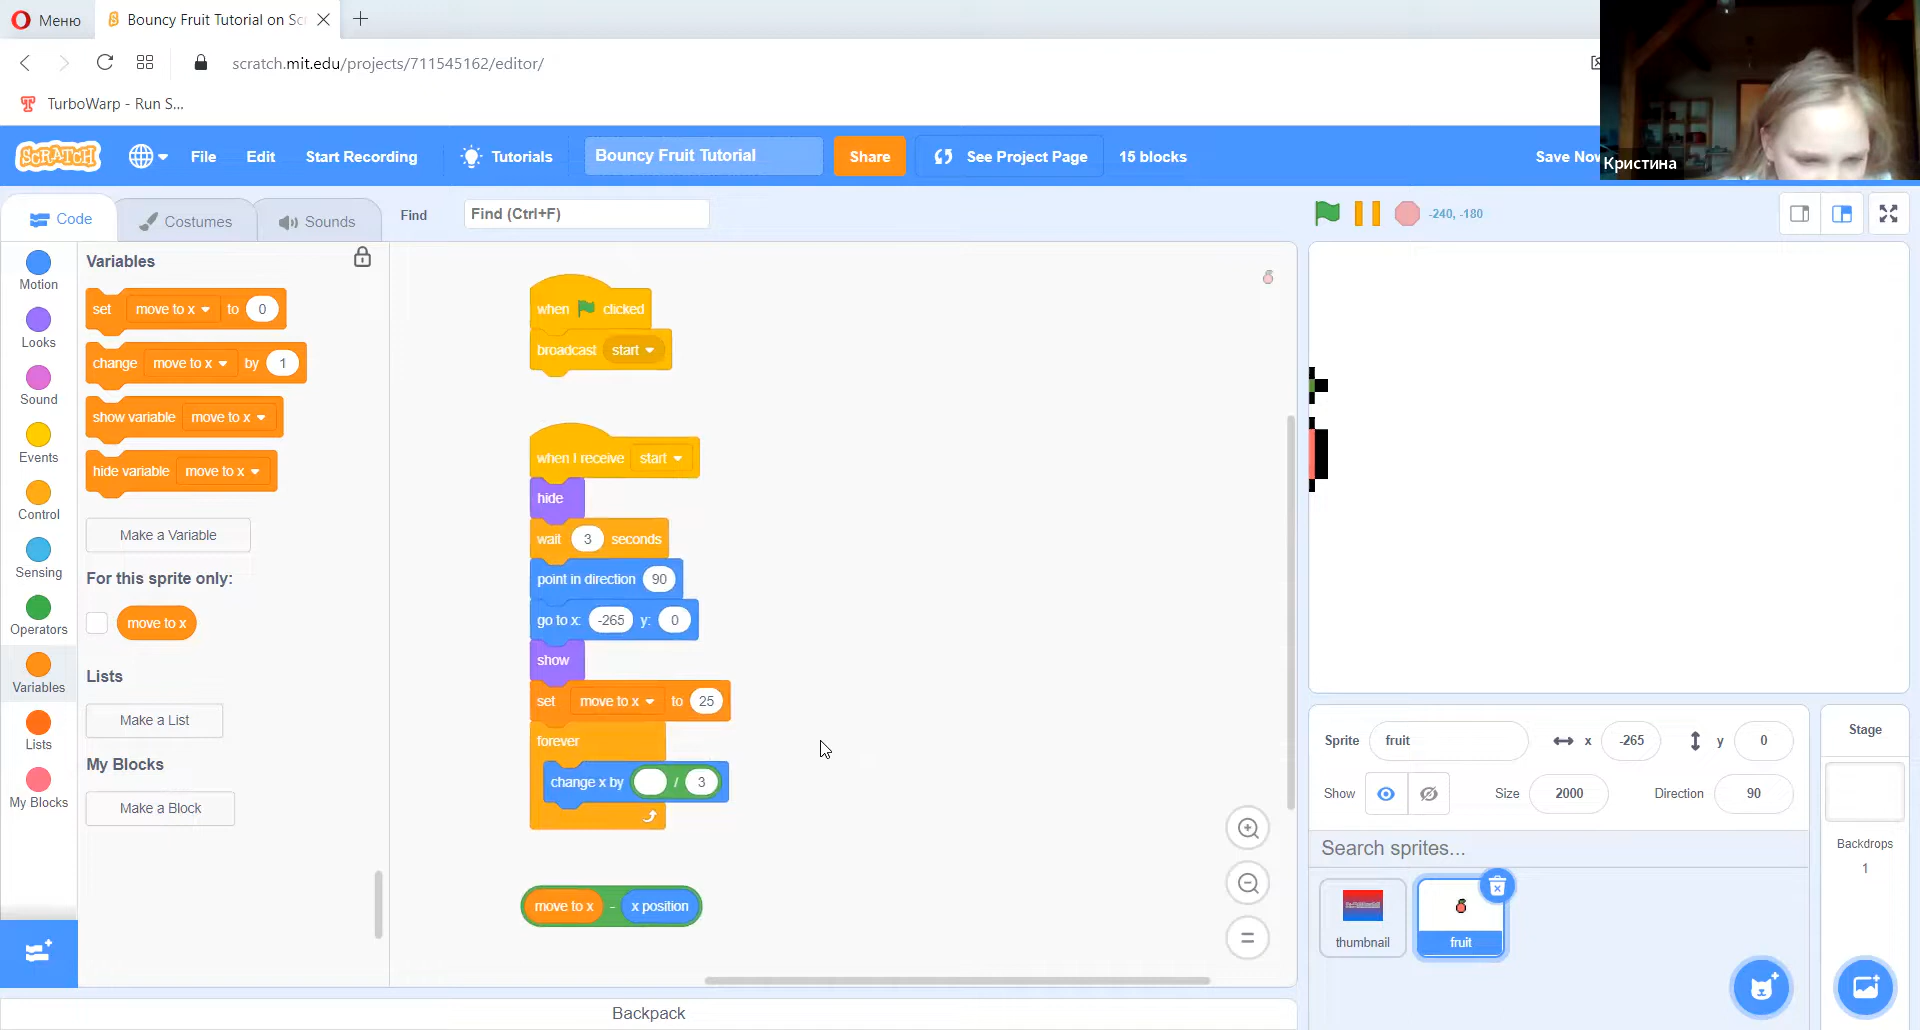 Меню
Bouncy Fruit Tutorial on Sc
scratch.mit.edu/projects/711545162/editor/
TurboWarp - Run S...
Кристина
SCRATCH
File
Edit
Start Recording
Tutorials
Bouncy Fruit Tutorial
Share
See Project Page
15 blocks
Save Now
Code
Costumes
Sounds
Find
Find (Ctrl+F)
-240, -180
Motion
Looks
Sound
Events
Control
Sensing
Operators
Variables
Lists
My Blocks
Variables
set move to x to 0
change move to x by 1
show variable move to x
hide variable move to x
Make a Variable
For this sprite only:
move to x
Lists
Make a List
My Blocks
Make a Block
when clicked
broadcast start
when I receive start
hide
wait 3 seconds
point in direction 90
go to x: -265 y: 0
show
set move to x to 25
forever
change x by / 3
move to x - x position
Backpack
Sprite fruit x -265 y 0
Show Size 2000 Direction 90
Search sprites...
thumbnail
fruit
Stage
Backdrops
1